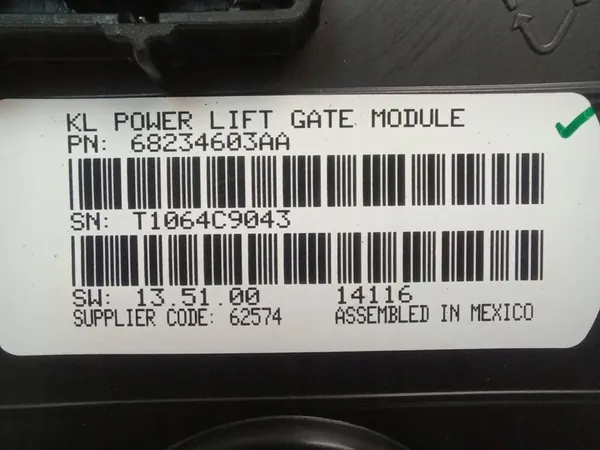 KL POWER LIFT GATE MODULE
PN: 68234603AA
SN: T1064C9043
SW: 13.51.00 14116
SUPPLIER CODE: 62574 ASSEMBLED IN MEXICO